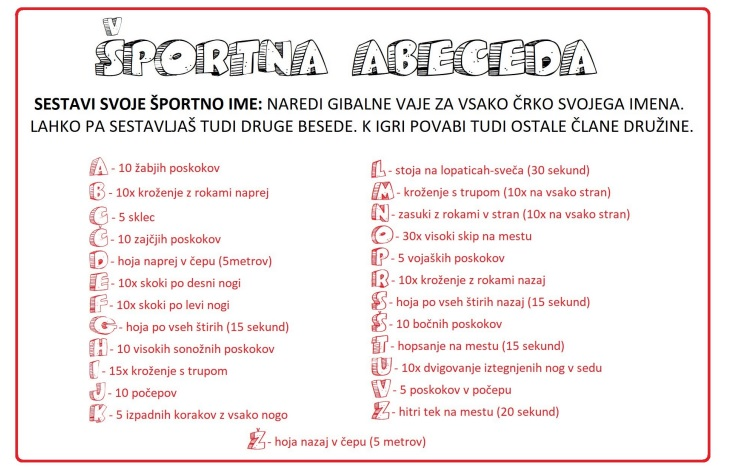 ŠPORTNA ABECEDA
SESTAVI SVOJE ŠPORTNO IME: NAREDI GIBALNE VAJE ZA VSAKO ČRKO SVOJEGA IMENA.
LAHKO PA SESTAVLJAŠ TUDI DRUGE BESEDE. K IGRI POVABI TUDI OSTALE ČLANE DRUŽINE.
A - 10 žabjih poskokov
B - 10x kroženje z rokami naprej
C - 5 sklec
Č - 10 zajčjih poskokov
D - hoja naprej v čepu (5metrov)
E - 10x skoki po desni nogi
F - 10x skoki po levi nogi
G - hoja po vseh štirih (15 sekund)
H - 10 visokih sonožnih poskokov
I - 15x kroženje s trupom
J - 10 počepov
K - 5 izpadnih korakov z vsako nogo
L - stoja na lopaticah-sveča (30 sekund)
M - kroženje s trupom (10x na vsako stran)
N - zasuki z rokami v stran (10x na vsako stran)
O - 30x visoki skip na mestu
P - 5 vojaških poskokov
R - 10x kroženje z rokami nazaj
S - hoja po vseh štirih nazaj (15 sekund)
Š - 10 bočnih poskokov
T - hopsanje na mestu (15 sekund)
U - 10x dvigovanje iztegnjenih nog v sedu
V - 5 poskokov v počepu
Z - hitri tek na mestu (20 sekund)
Ž - hoja nazaj v čepu (5 metrov)